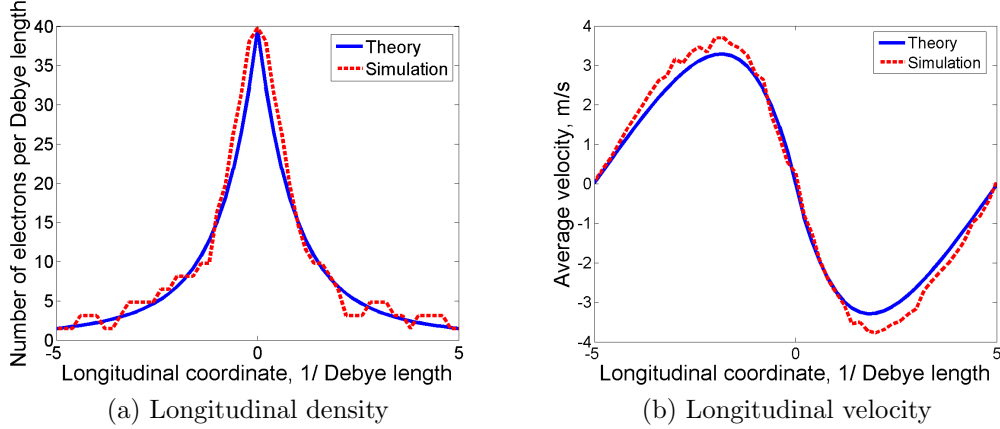 Number of electrons per Debye length
40
35
30
25
20
15
10
5
0
-5
0
5
Longitudinal coordinate, 1/ Debye length
Theory
Simulation
(a) Longitudinal density
Average velocity, m/s
4
3
2
1
0
-1
-2
-3
-4
-5
0
5
Longitudinal coordinate, 1/ Debye length
Theory
Simulation
(b) Longitudinal velocity